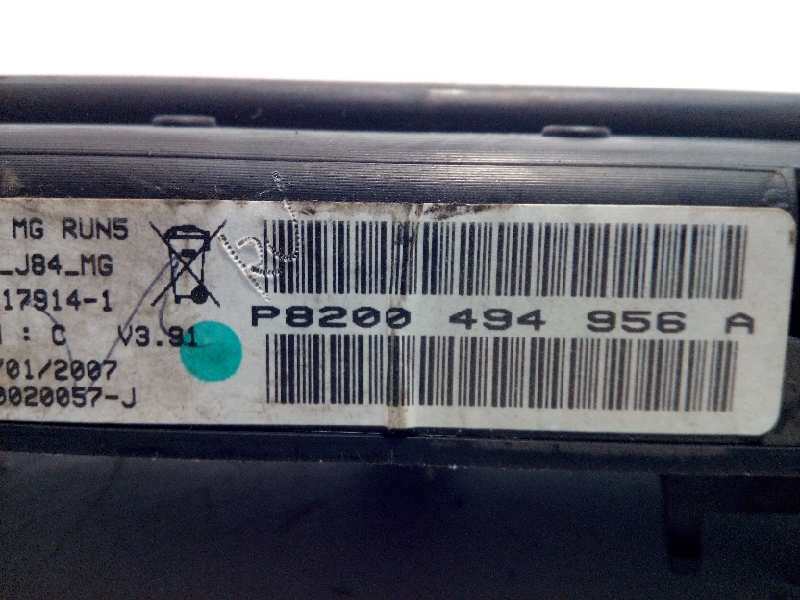 MG RUN5
_J84_MG
17914-1
: C V3.91
/01/2007
0020057-J
P8200 494 956 A